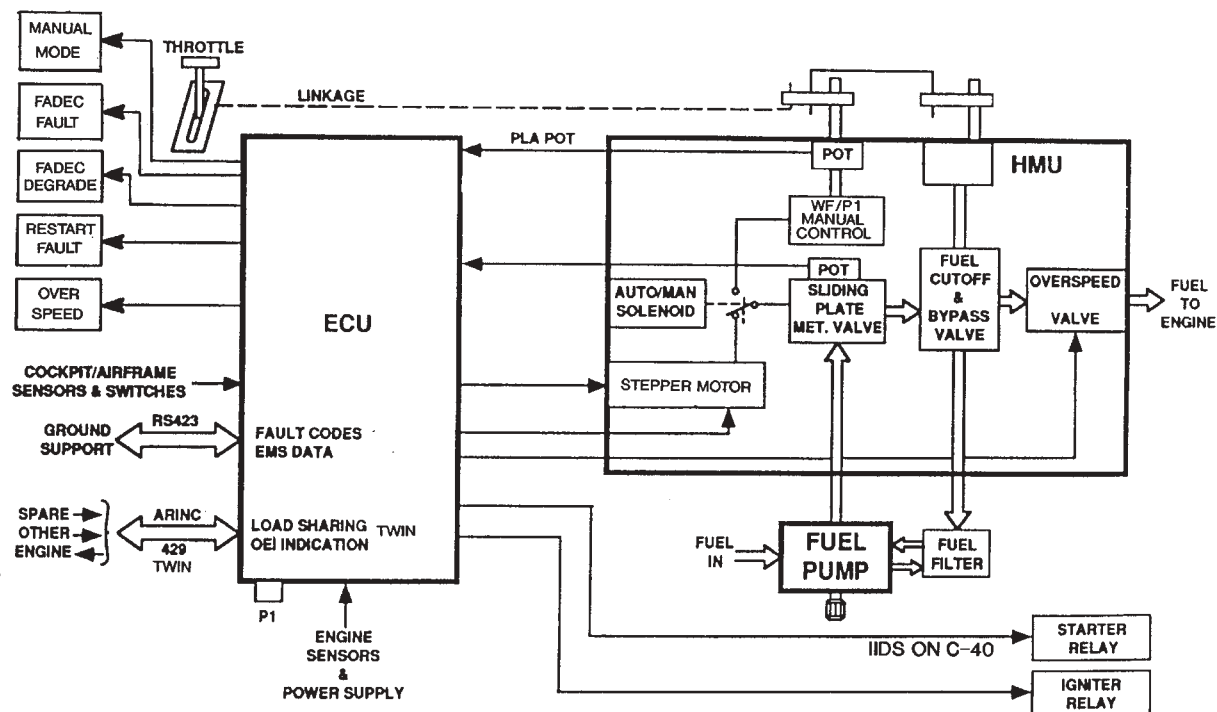 MANUAL
MODE
FADEC
FAULT
FADEC
DEGRADE
RESTART
FAULT
OVER
SPEED
THROTTLE
LINKAGE
PLA POT
ECU
COCKPIT/AIRFRAME
SENSORS & SWITCHES
GROUND
SUPPORT
RS423
FAULT CODES
EMS DATA
SPARE
OTHER
ENGINE
ARINC
429
TWIN
LOAD SHARING
OEI INDICATION
TWIN
P1
ENGINE
SENSORS
&
POWER SUPPLY
HMU
POT
WF/P1
MANUAL
CONTROL
POT
SLIDING
PLATE
MET. VALVE
AUTO/MAN
SOLENOID
STEPPER MOTOR
FUEL
CUTOFF
&
BYPASS
VALVE
OVERSPEED
VALVE
FUEL
TO
ENGINE
FUEL
IN
FUEL
PUMP
FUEL
FILTER
IIDS ON C-40
STARTER
RELAY
IGNITER
RELAY